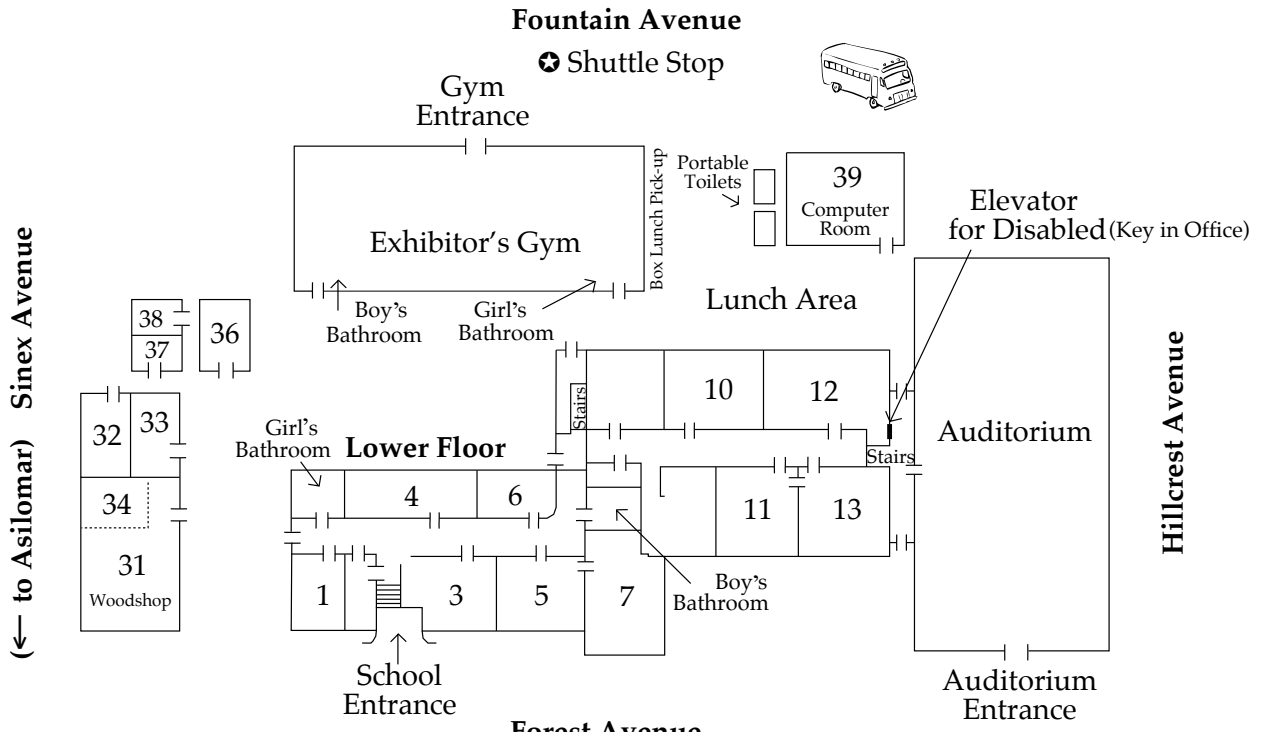 Fountain Avenue
✪ Shuttle Stop
Gym
Entrance
Exhibitor's Gym
Box Lunch Pick-up
Portable
Toilets
39
Computer
Room
Elevator
for Disabled (Key in Office)
Boy's
Bathroom
Girl's
Bathroom
Lunch Area
(← to Asilomar) Sinex Avenue
38
37
36
32
33
34
31
Woodshop
Girl's
Bathroom
Lower Floor
Stairs
10
12
Stairs
Auditorium
Hillcrest Avenue
4
6
11
13
1
3
5
7
Boy's
Bathroom
School
Entrance
Auditorium
Entrance
Forest Avenue